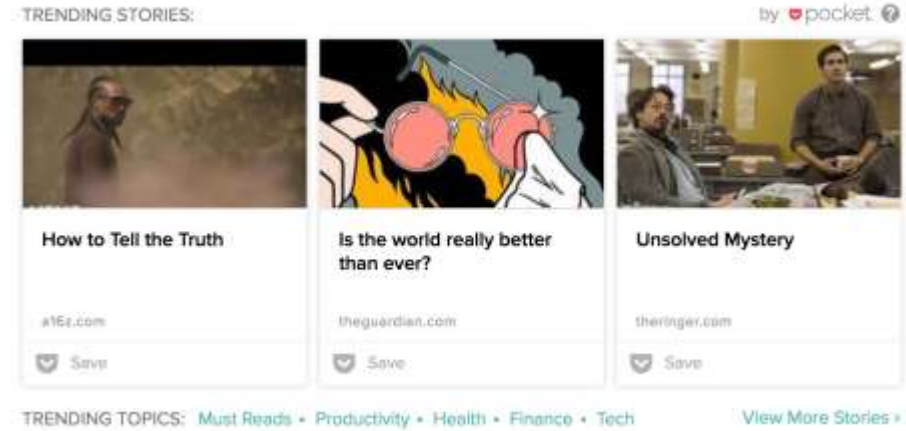 TRENDING STORIES:
by pocket
How to Tell the Truth
Is the world really better
than ever?
Unsolved Mystery
a16z.com
theguardian.com
theringer.com
Save
Save
Save
TRENDING TOPICS: Must Reads • Productivity • Health • Finance • Tech
View More Stories ›